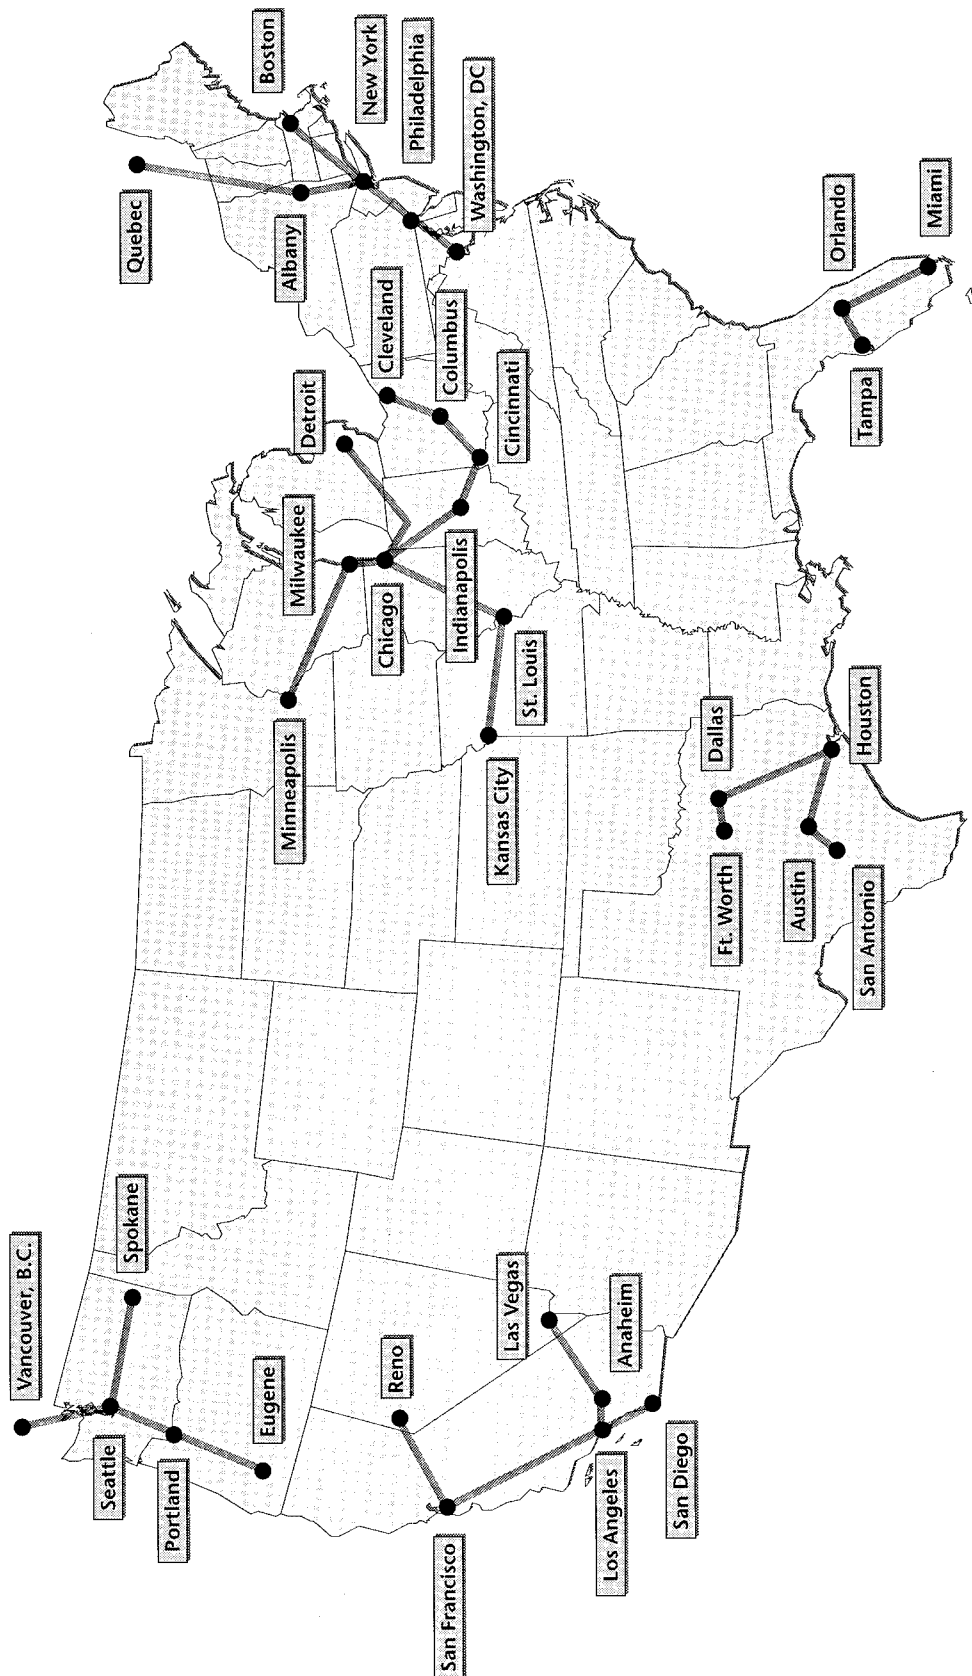 Vancouver, B.C.
Seattle
Spokane
Portland
Eugene
Reno
San Francisco
Las Vegas
Los Angeles
Anaheim
San Diego
Minneapolis
Milwaukee
Detroit
Chicago
Cleveland
Columbus
Indianapolis
Cincinnati
St. Louis
Kansas City
Quebec
Boston
Albany
New York
Philadelphia
Washington, DC
Dallas
Ft. Worth
Austin
Houston
San Antonio
Orlando
Tampa
Miami